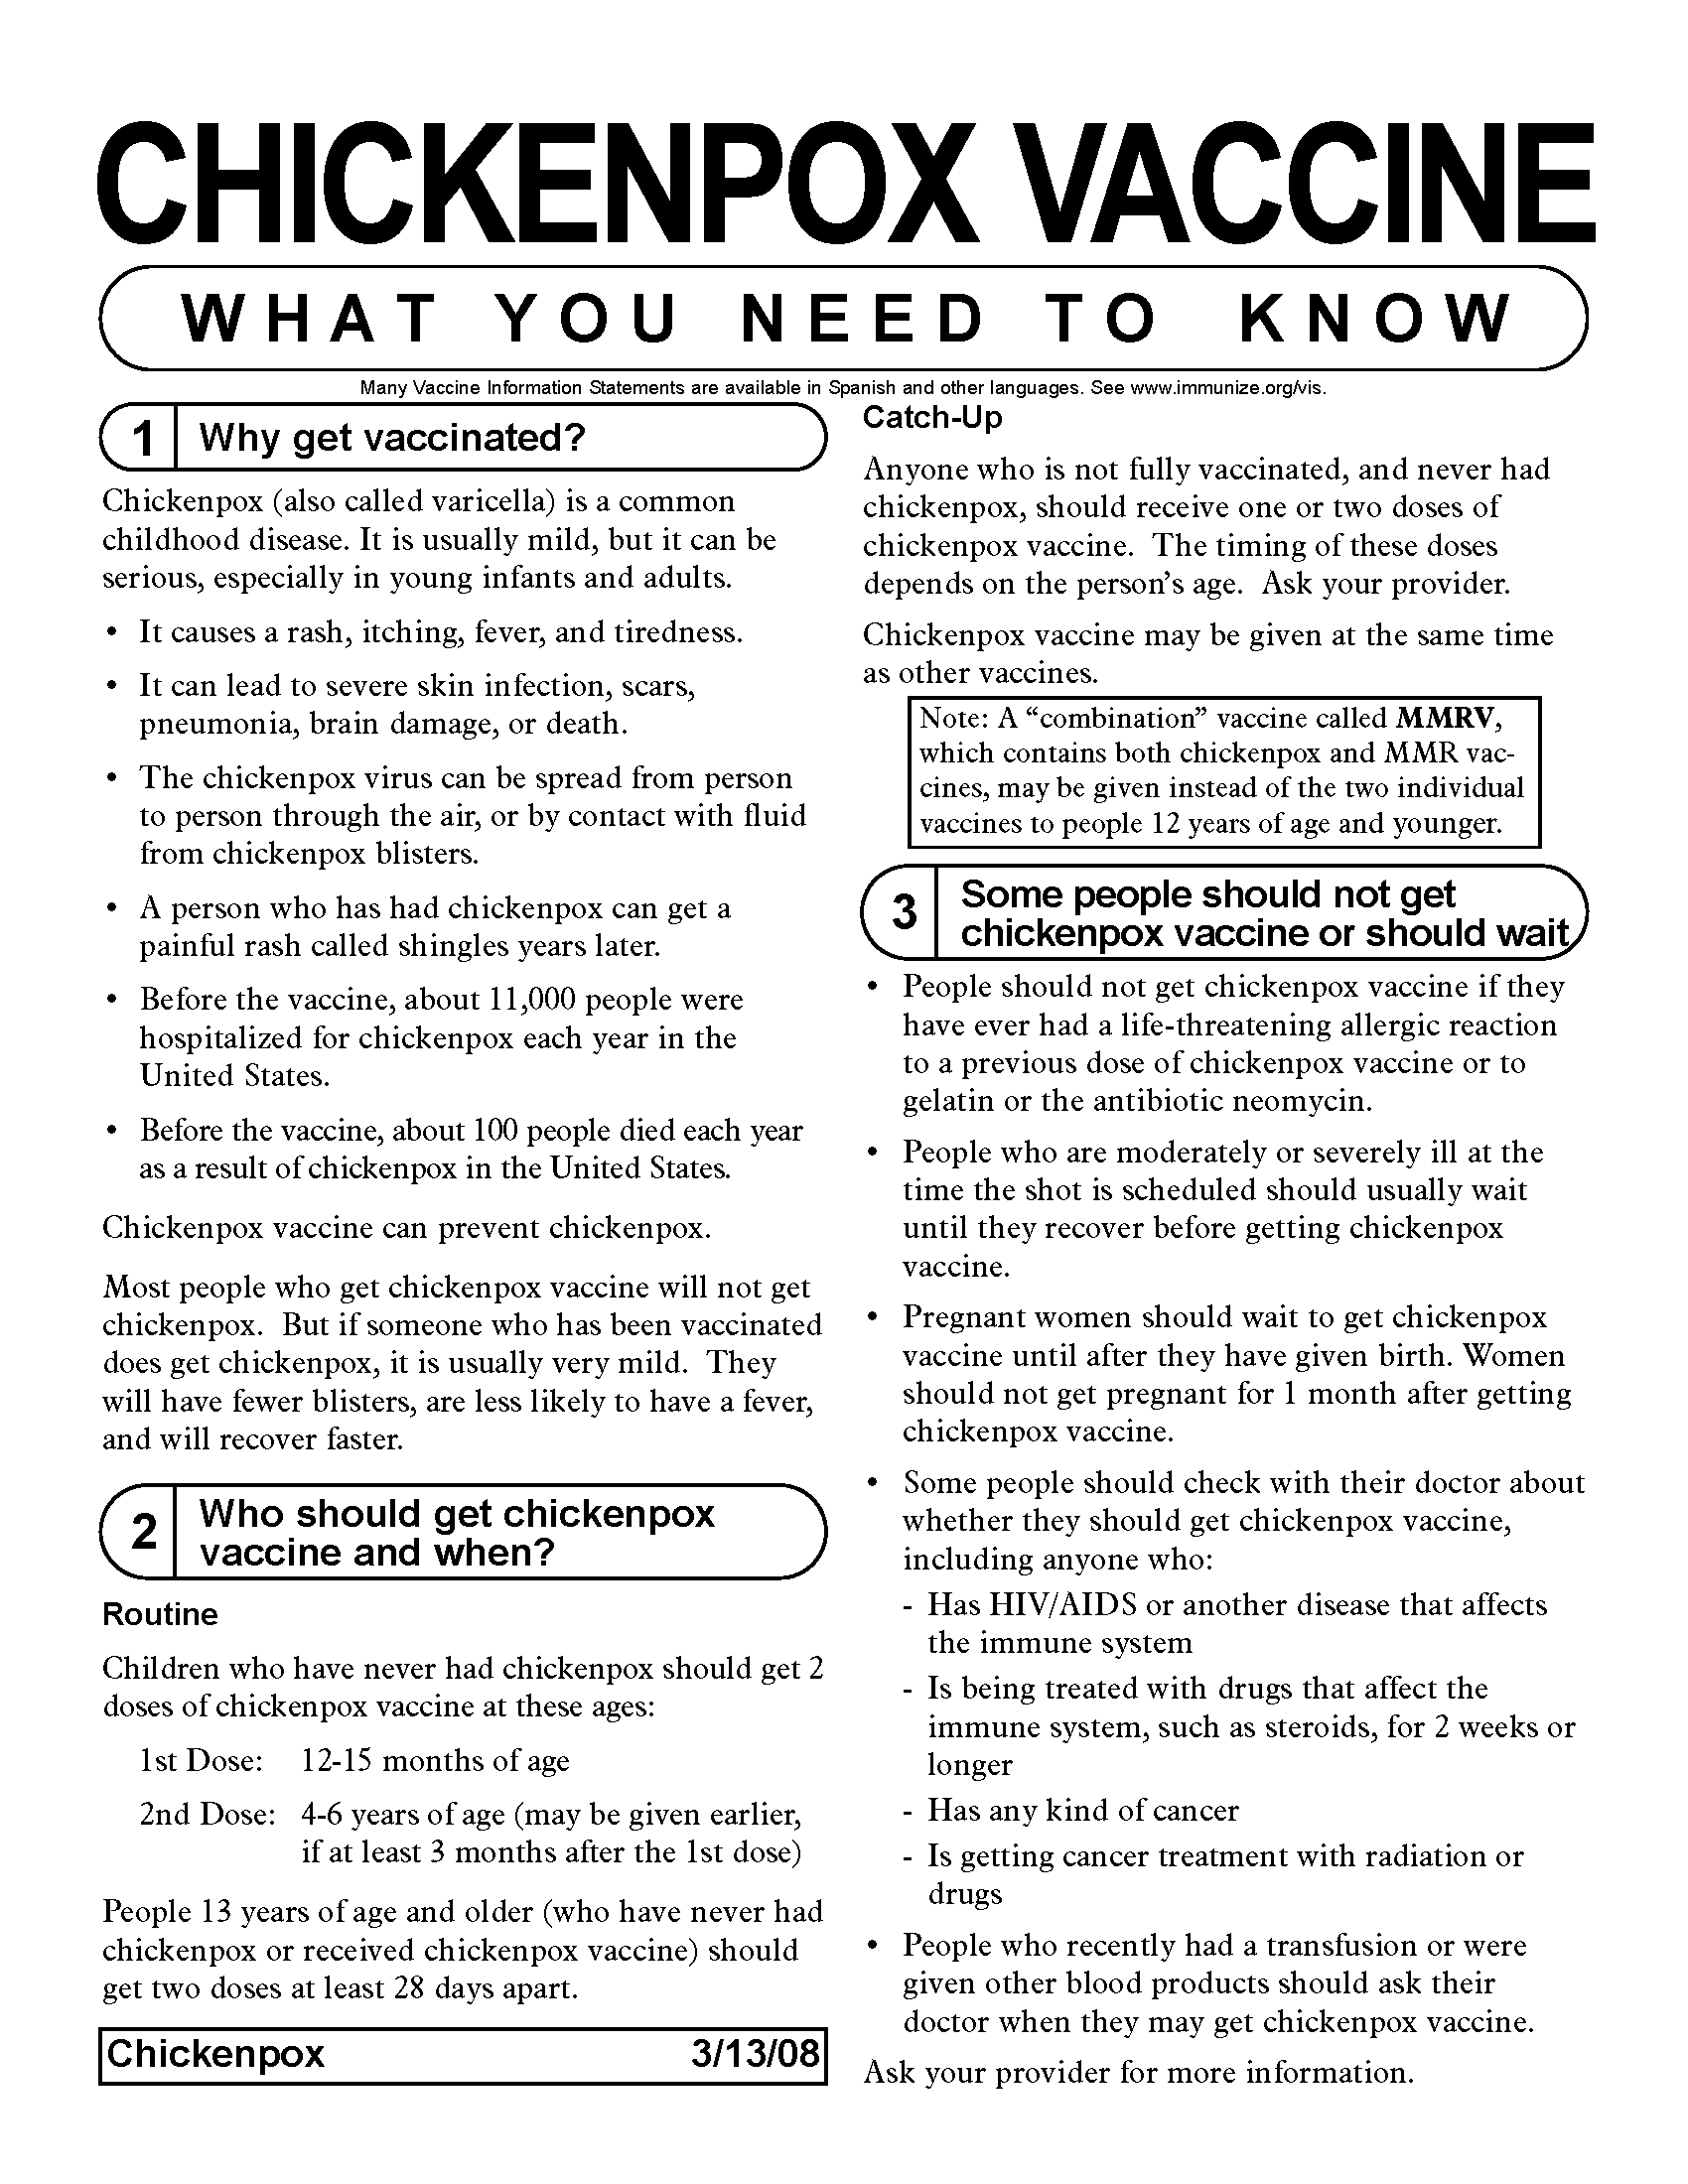 CHICKENPOX VACCINE
WHAT YOU NEED TO KNOW
Many Vaccine Information Statements are available in Spanish and other languages. See www.immunize.org/vis.
1 Why get vaccinated?
Chickenpox (also called varicella) is a common
childhood disease. It is usually mild, but it can be
serious, especially in young infants and adults.
• It causes a rash, itching, fever, and tiredness.
• It can lead to severe skin infection, scars,
pneumonia, brain damage, or death.
• The chickenpox virus can be spread from person
to person through the air, or by contact with fluid
from chickenpox blisters.
• A person who has had chickenpox can get a
painful rash called shingles years later.
• Before the vaccine, about 11,000 people were
hospitalized for chickenpox each year in the
United States.
• Before the vaccine, about 100 people died each year
as a result of chickenpox in the United States.
Chickenpox vaccine can prevent chickenpox.
Most people who get chickenpox vaccine will not get
chickenpox. But if someone who has been vaccinated
does get chickenpox, it is usually very mild. They
will have fewer blisters, are less likely to have a fever,
and will recover faster.
2 Who should get chickenpox
vaccine and when?
Routine
Children who have never had chickenpox should get 2
doses of chickenpox vaccine at these ages:
1st Dose: 12-15 months of age
2nd Dose: 4-6 years of age (may be given earlier,
if at least 3 months after the 1st dose)
People 13 years of age and older (who have never had
chickenpox or received chickenpox vaccine) should
get two doses at least 28 days apart.
Chickenpox 3/13/08
Catch-Up
Anyone who is not fully vaccinated, and never had
chickenpox, should receive one or two doses of
chickenpox vaccine. The timing of these doses
depends on the person's age. Ask your provider.
Chickenpox vaccine may be given at the same time
as other vaccines.
Note: A “combination” vaccine called MMRV,
which contains both chickenpox and MMR vac-
cines, may be given instead of the two individual
vaccines to people 12 years of age and younger.
3 Some people should not get
chickenpox vaccine or should wait
• People should not get chickenpox vaccine if they
have ever had a life-threatening allergic reaction
to a previous dose of chickenpox vaccine or to
gelatin or the antibiotic neomycin.
• People who are moderately or severely ill at the
time the shot is scheduled should usually wait
until they recover before getting chickenpox
vaccine.
• Pregnant women should wait to get chickenpox
vaccine until after they have given birth. Women
should not get pregnant for 1 month after getting
chickenpox vaccine.
• Some people should check with their doctor about
whether they should get chickenpox vaccine,
including anyone who:
- Has HIV/AIDS or another disease that affects
the immune system
- Is being treated with drugs that affect the
immune system, such as steroids, for 2 weeks or
longer
- Has any kind of cancer
- Is getting cancer treatment with radiation or
drugs
• People who recently had a transfusion or were
given other blood products should ask their
doctor when they may get chickenpox vaccine.
Ask your provider for more information.